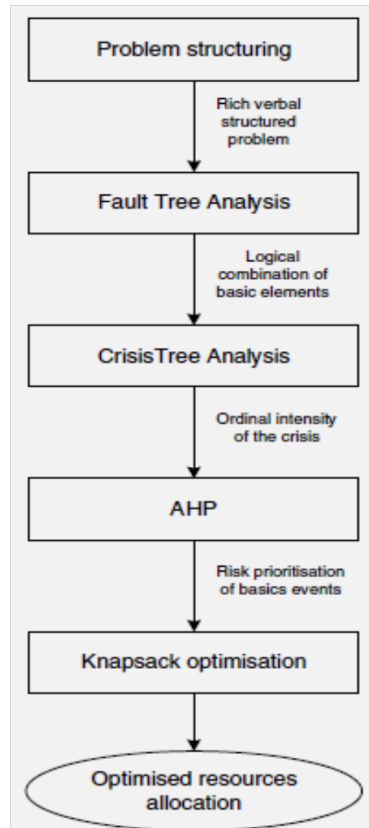 Problem structuring
Rich verbal
structured
problem
Fault Tree Analysis
Logical
combination of
basic elements
CrisisTree Analysis
Ordinal intensity
of the crisis
AHP
Risk prioritisation
of basics events
Knapsack optimisation
Optimised resources
allocation